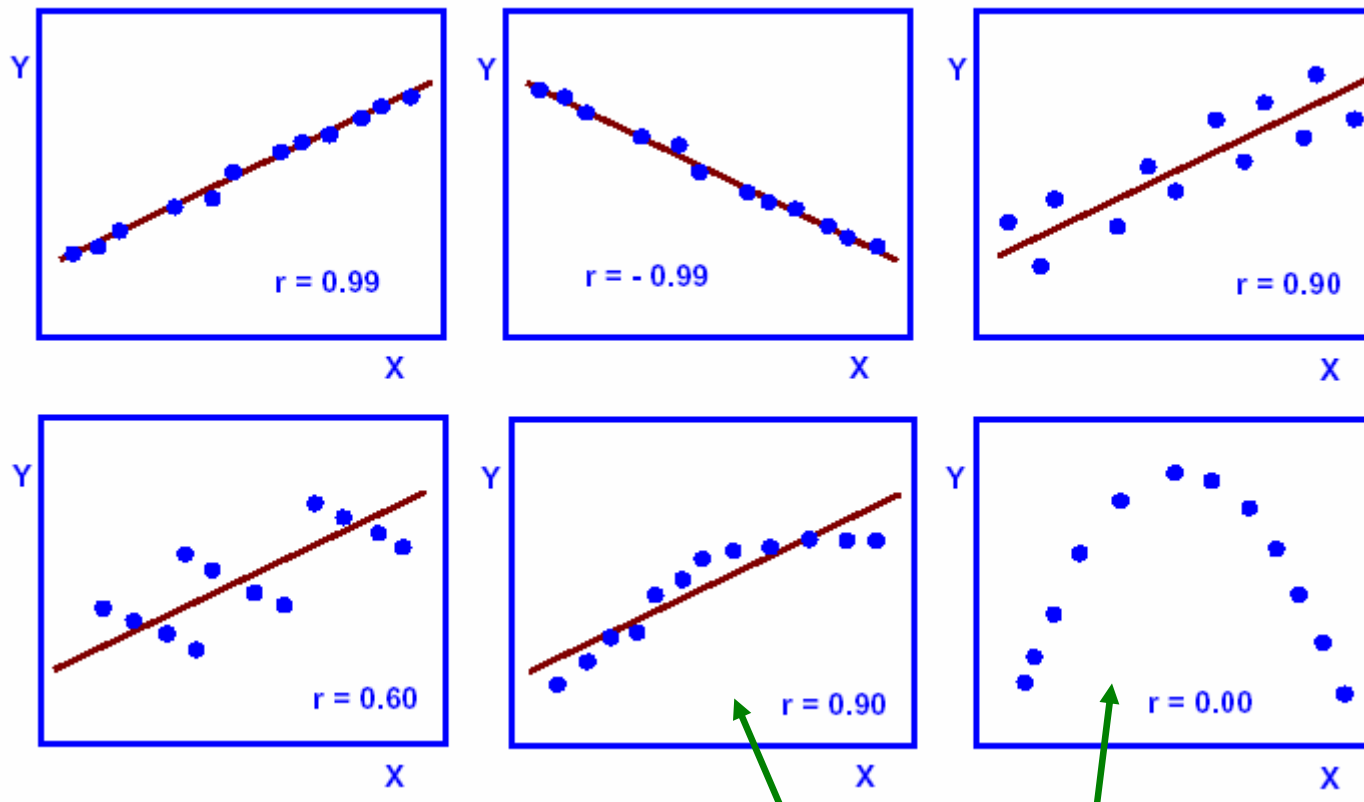 Y
Y
Y
r = 0.99
r = - 0.99
r = 0.90
X
X
X
Y
Y
Y
r = 0.60
r = 0.90
r = 0.00
X
X
X